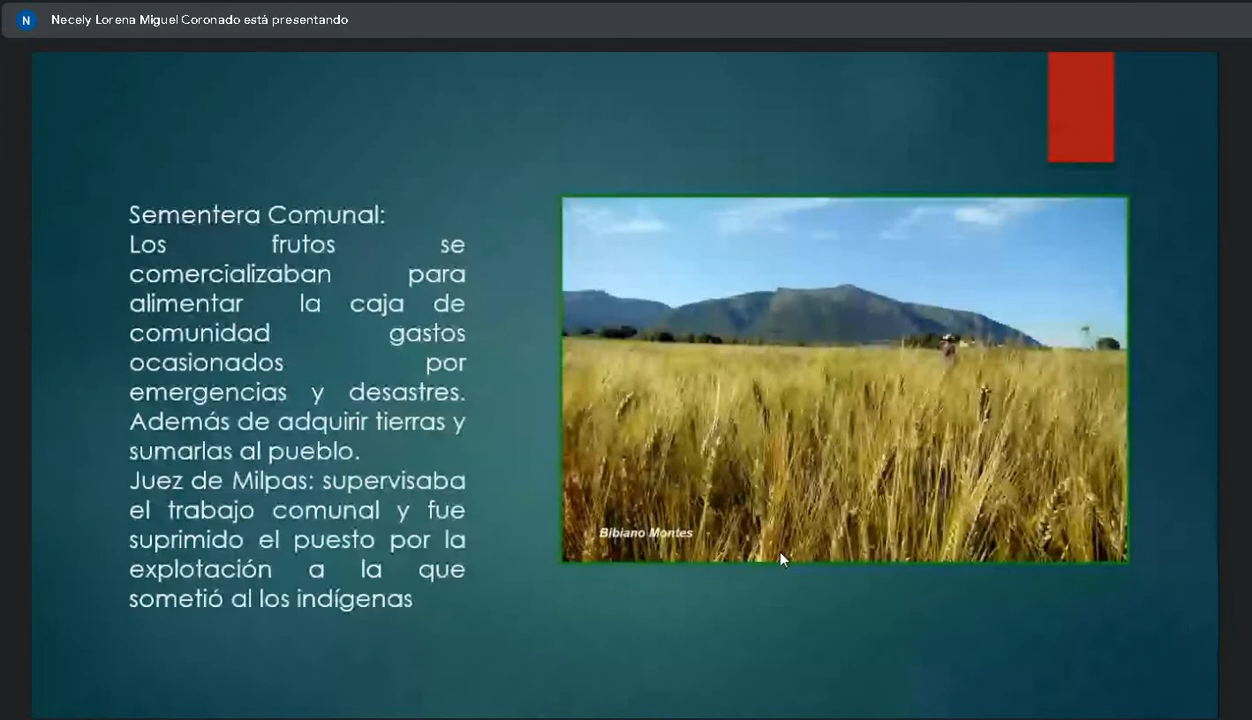 N Necely Lorena Miguel Coronado está presentando
Sementera Comunal:
Los frutos se
comercializaban para
alimentar la caja de
comunidad gastos
ocasionados por
emergencias y desastres.
Además de adquirir tierras y
sumarlas al pueblo.
Juez de Milpas: supervisaba
el trabajo comunal y fue
suprimido el puesto por la
explotación a la que
sometió al los indígenas
Bibiano Montes